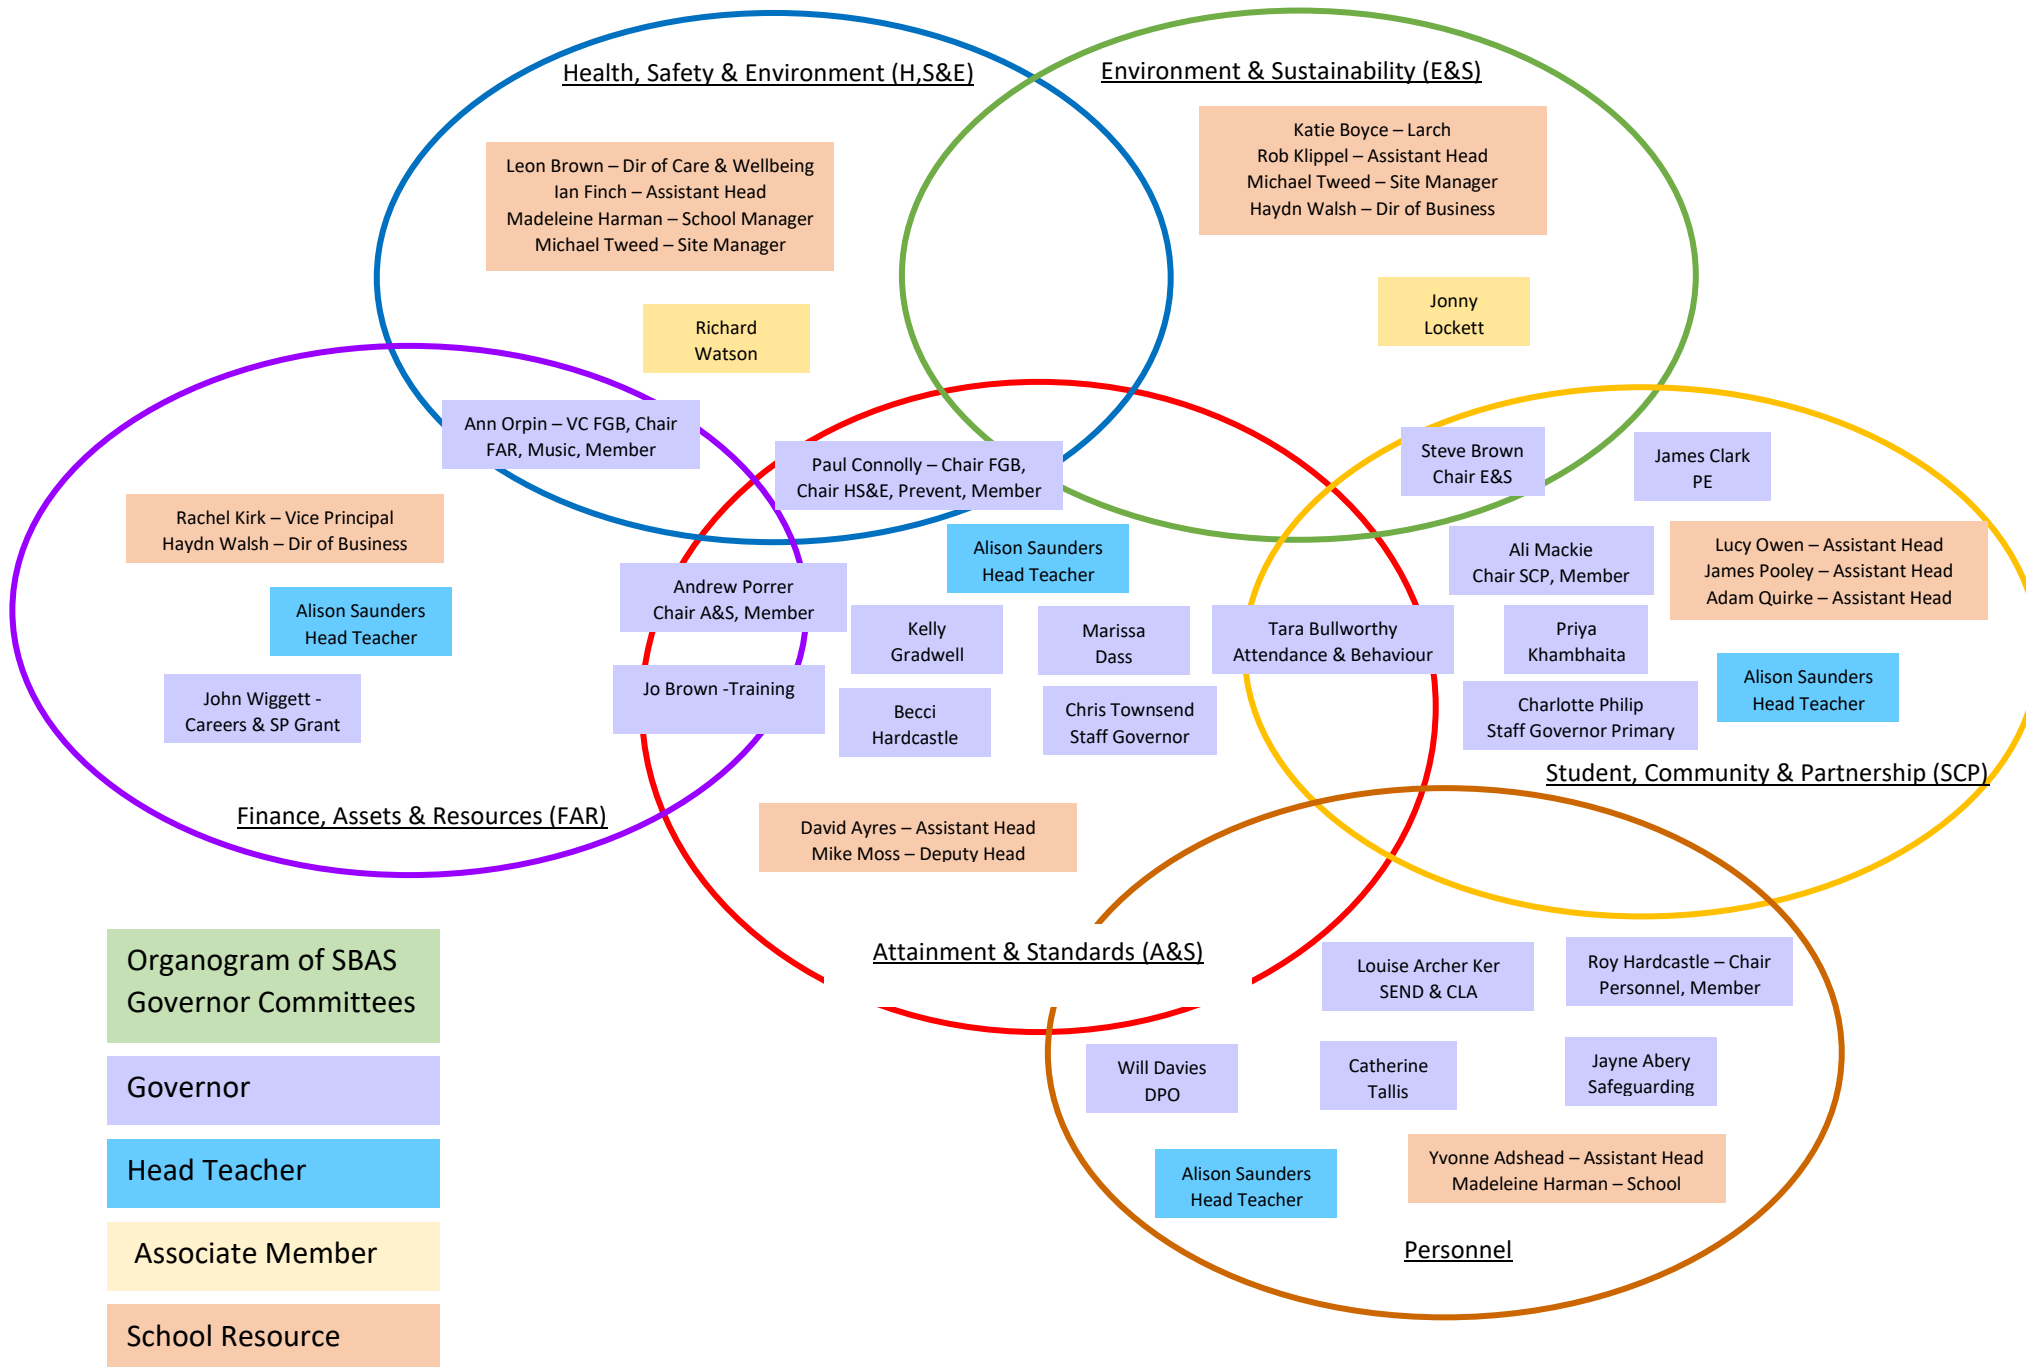 Health, Safety & Environment (H,S&E)
Environment & Sustainability (E&S)
Leon Brown – Dir of Care & Wellbeing
Ian Finch – Assistant Head
Madeleine Harman – School Manager
Michael Tweed – Site Manager
Katie Boyce – Larch
Rob Klippel – Assistant Head
Michael Tweed – Site Manager
Haydn Walsh – Dir of Business
Richard
Watson
Jonny
Lockett
Ann Orpin – VC FGB, Chair
FAR, Music, Member
Paul Connolly – Chair FGB,
Chair HS&E, Prevent, Member
Steve Brown
Chair E&S
James Clark
PE
Rachel Kirk – Vice Principal
Haydn Walsh – Dir of Business
Alison Saunders
Head Teacher
Ali Mackie
Chair SCP, Member
Lucy Owen – Assistant Head
James Pooley – Assistant Head
Adam Quirke – Assistant Head
Alison Saunders
Head Teacher
Andrew Porrer
Chair A&S, Member
Kelly
Gradwell
Marissa
Dass
Tara Bullworthy
Attendance & Behaviour
Priya
Khambhaita
Alison Saunders
Head Teacher
John Wiggett -
Careers & SP Grant
Jo Brown -Training
Becci
Hardcastle
Chris Townsend
Staff Governor
Charlotte Philip
Staff Governor Primary
Student, Community & Partnership (SCP)
Finance, Assets & Resources (FAR)
David Ayres – Assistant Head
Mike Moss – Deputy Head
Attainment & Standards (A&S)
Louise Archer Ker
SEND & CLA
Roy Hardcastle – Chair
Personnel, Member
Will Davies
DPO
Catherine
Tallis
Jayne Abery
Safeguarding
Alison Saunders
Head Teacher
Yvonne Adshead – Assistant Head
Madeleine Harman – School
Personnel
Organogram of SBAS
Governor Committees
Governor
Head Teacher
Associate Member
School Resource